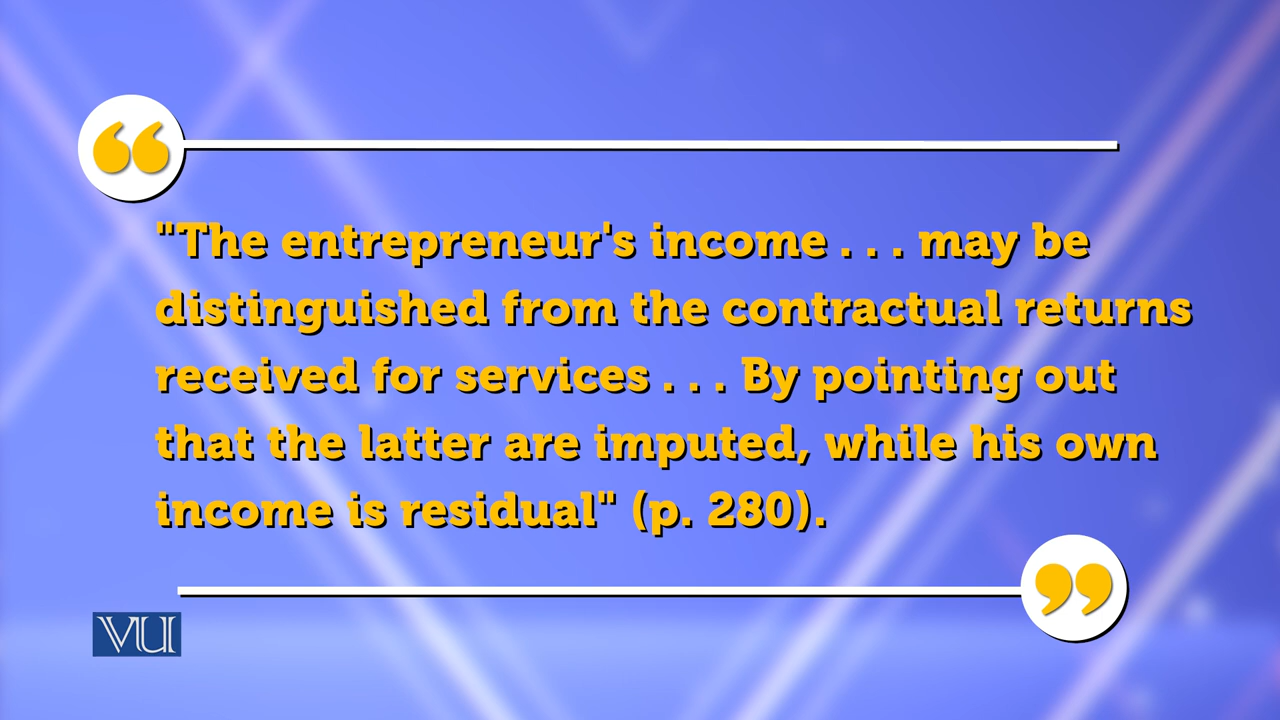 "The entrepreneur's income . . . may be
distinguished from the contractual returns
received for services . . . By pointing out
that the latter are imputed, while his own
income is residual" (p. 280).
VU